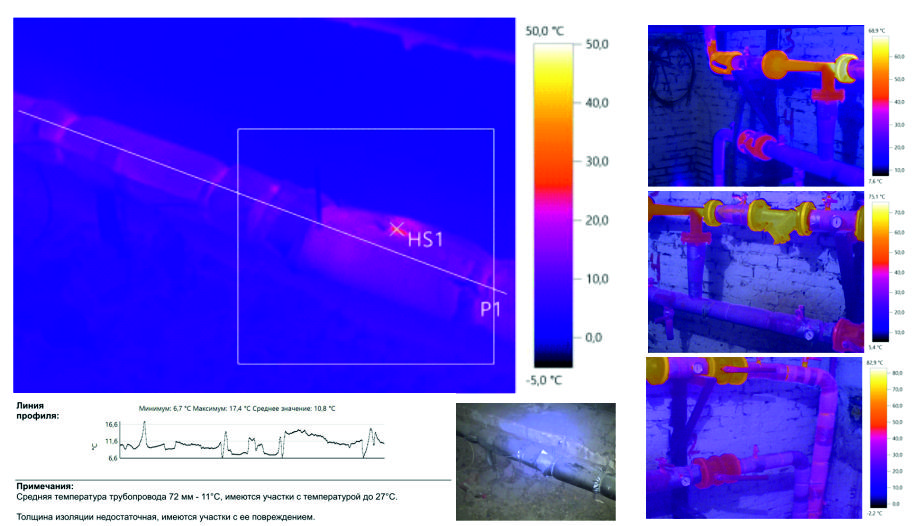 50,0 °C
50,0
40,0
30,0
20,0
10,0
0,0
-5,0 °C
HS1
P1
68,9 °C
60,0
50,0
40,0
30,0
20,0
10,0
7,6 °C
75,1 °C
70,0
60,0
50,0
40,0
30,0
20,0
10,0
5,4 °C
82,9 °C
80,0
70,0
60,0
50,0
40,0
30,0
20,0
10,0
0,0
-2,2 °C
Линия
профиля:
Минимум: 6,7 °C Максимум: 17,4 °C Среднее значение: 10,8 °C
°C
16,6
11,6
6,6
Примечания:
Средняя температура трубопровода 72 мм - 11°С, имеются участки с температурой до 27°С.
Толщина изоляции недостаточная, имеются участки с ее повреждением.